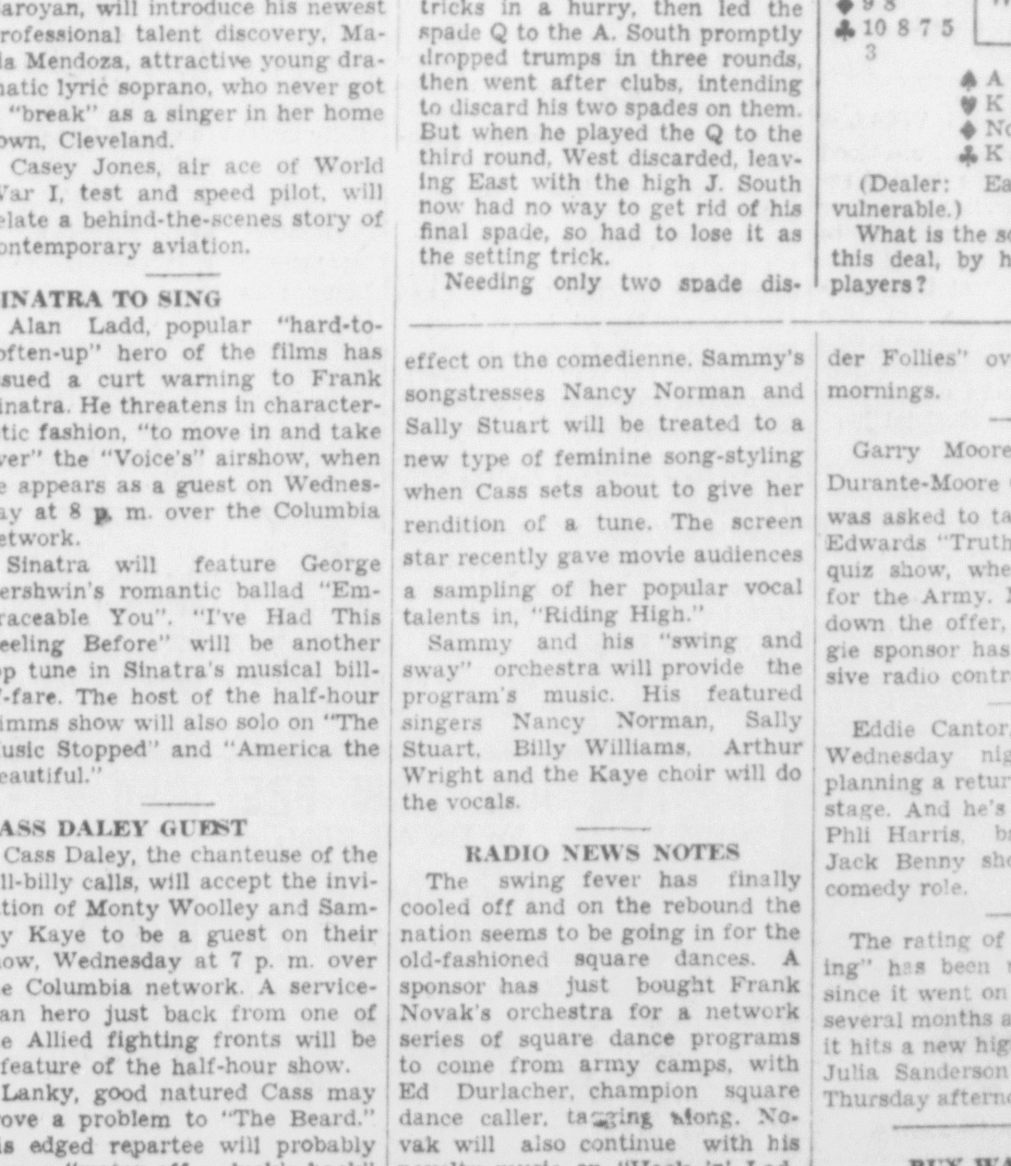 aroyan, will introduce his newest
rofessional talent discovery, Ma-
la Mendoza, attractive young dra-
matic lyric soprano, who never got
"break" as a singer in her home
own, Cleveland.
Casey Jones, air ace of World
War I, test and speed pilot, will
elate a behind-the-scenes story of
ontemporary aviation.
INATRA TO SING
Alan Ladd, popular "hard-to-
often-up" hero of the films has
ssued a curt warning to Frank
inatra. He threatens in character-
tic fashion, "to move in and take
ver" the "Voice's" airshow, when
e appears as a guest on Wednes-
ay at 8 p. m. over the Columbia
etwork.
Sinatra will feature George
ershwin's romantic ballad "Em-
raceable You". "I've Had This
eeling Before" will be another
op tune in Sinatra's musical bill-
f-fare. The host of the half-hour
imms show will also solo on "The
usic Stopped" and "America the
eautiful."
ASS DALEY GUEST
Cass Daley, the chanteuse of the
ll-billy calls, will accept the invi-
tion of Monty Woolley and Sam-
y Kaye to be a guest on their
how, Wednesday at 7 p. m. over
e Columbia network. A service-
an hero just back from one of
e Allied fighting fronts will be
feature of the half-hour show.
Lanky, good natured Cass may
rove a problem to "The Beard."
is edged repartee will probably
tricks in a hurry, then led the
spade Q to the A. South promptly
dropped trumps in three rounds,
then went after clubs, intending
to discard his two spades on them.
But when he played the Q to the
third round, West discarded, leav-
ing East with the high J. South
now had no way to get rid of his
final spade, so had to lose it as
the setting trick.
Needing only two spade dis-
♦ 9 8
♣ 10 8 7 5
3
♠ A
♥ K
♦ No
♣ K
(Dealer: Ea
vulnerable.)
What is the so
this deal, by h
players?
effect on the comedienne. Sammy's
songstresses Nancy Norman and
Sally Stuart will be treated to a
new type of feminine song-styling
when Cass sets about to give her
rendition of a tune. The screen
star recently gave movie audiences
a sampling of her popular vocal
talents in, "Riding High."
Sammy and his "swing and
sway" orchestra will provide the
program's music. His featured
singers Nancy Norman, Sally
Stuart, Billy Williams, Arthur
Wright and the Kaye choir will do
the vocals.
RADIO NEWS NOTES
The swing fever has finally
cooled off and on the rebound the
nation seems to be going in for the
old-fashioned square dances. A
sponsor has just bought Frank
Novak's orchestra for a network
series of square dance programs
to come from army camps, with
Ed Durlacher, champion square
dance caller, tagging along. No-
vak will also continue with his
der Follies" ov
mornings.
Garry Moore
Durante-Moore
was asked to ta
Edwards "Truth
quiz show, whe
for the Army.
down the offer,
gie sponsor has
sive radio contr
Eddie Cantor,
Wednesday nig
planning a retur
stage. And he's
Phli Harris, ba
Jack Benny sho
comedy role.
The rating of
ing" has been
since it went on
several months a
it hits a new hig
Julia Sanderson
Thursday afterno